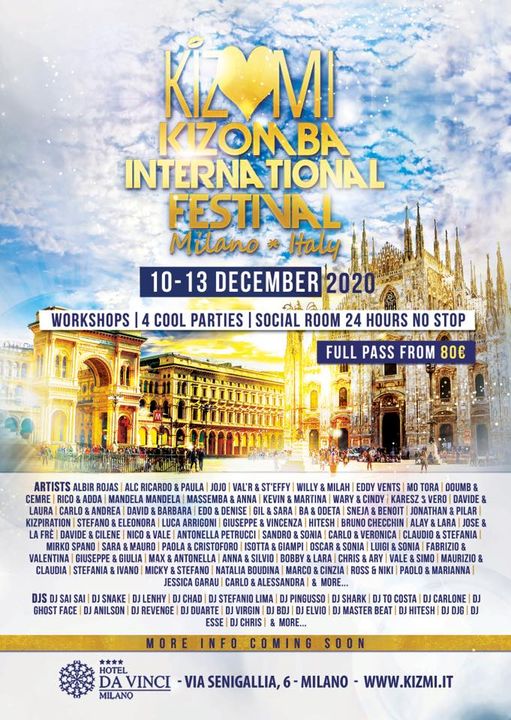 KIZOMI
KIZOMBA
INTERNATIONAL
FESTIVAL
Milano * Italy
10-13 DECEMBER 2020
WORKSHOPS | 4 COOL PARTIES | SOCIAL ROOM 24 HOURS NO STOP
FULL PASS FROM 80€
ARTISTS ALBIR ROJAS | ALC RICARDO & PAULA | JOJO | VAL'R & ST'EFFY | WILLY & MILAH | EDDY VENTS | MO TORA | OOUMB &
CEMRE | RICO & ADDA | MANDELA MANDELA | MASSEMBA & ANNA | KEVIN & MARTINA | WARY & CINDY | KARESZ & VERO | DAVIDE &
LAURA | CARLO & ANDREA | DAVID & BARBARA | EDO & DENISE | GIL & SARA | BA & ODETA | SNEJA & BENOIT | JONATHAN & PILAR |
KIZPIRATION | STEFANO & ELEONORA | LUCA ARRIGONI | GIUSEPPE & VINCENZA | HITESH | BRUNO CHECCHIN | ALAY & LARA | JOSE &
LA FRÈ | DAVIDE & CILENE | NICO & VALE | ANTONELLA PETRUCCI | SANDRO & SONIA | CARLO & VERONICA | CLAUDIO & STEFANIA |
MIRKO SPANO | SARA & MAURO | PAOLA & CRISTOFORO | ISOTTA & GIAMPI | OSCAR & SONIA | LUIGI & SONIA | FABRIZIO &
VALENTINA | GIUSEPPE & GIULIA | MAX & ANTONELLA | ANNA & SILVIO | BOBBY & LARA | CHRIS & ARY | VALE & SIMO | MAURIZIO &
CLAUDIA | STEFANIA & IVANO | MICKY & STEFANO | NATALIA BOUDINA | MARCO & CINZIA | ROSS & NIKI | PAOLO & MARIANNA |
JESSICA GARAU | CARLO & ALESSANDRA | & MORE...
DJS DJ SAI SAI | DJ SNAKE | DJ LENHY | DJ CHAD | DJ STEFANIO LIMA | DJ PINGUSSO | DJ SHARK | DJ TO COSTA | DJ CARLONE | DJ
GHOST FACE | DJ ANILSON | DJ REVENGE | DJ DUARTE | DJ VIRGIN | DJ BDJ | DJ ELVIO | DJ MASTER BEAT | DJ HITESH | DJ DJG | DJ
ESSE | DJ CHRIS | & MORE...
MORE INFO COMING SOON
HOTEL
DA VINCI
MILANO
- VIA SENIGALLIA, 6 - MILANO - WWW.KIZMI.IT